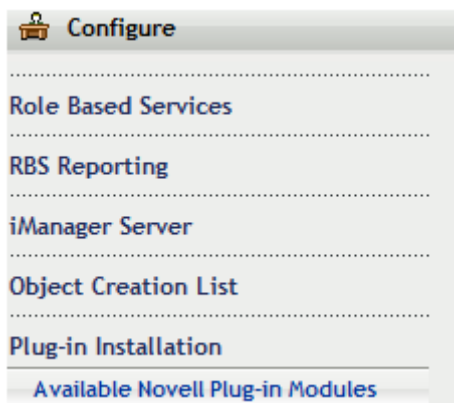 Configure
Role Based Services
RBS Reporting
iManager Server
Object Creation List
Plug-in Installation
Available Novell Plug-in Modules